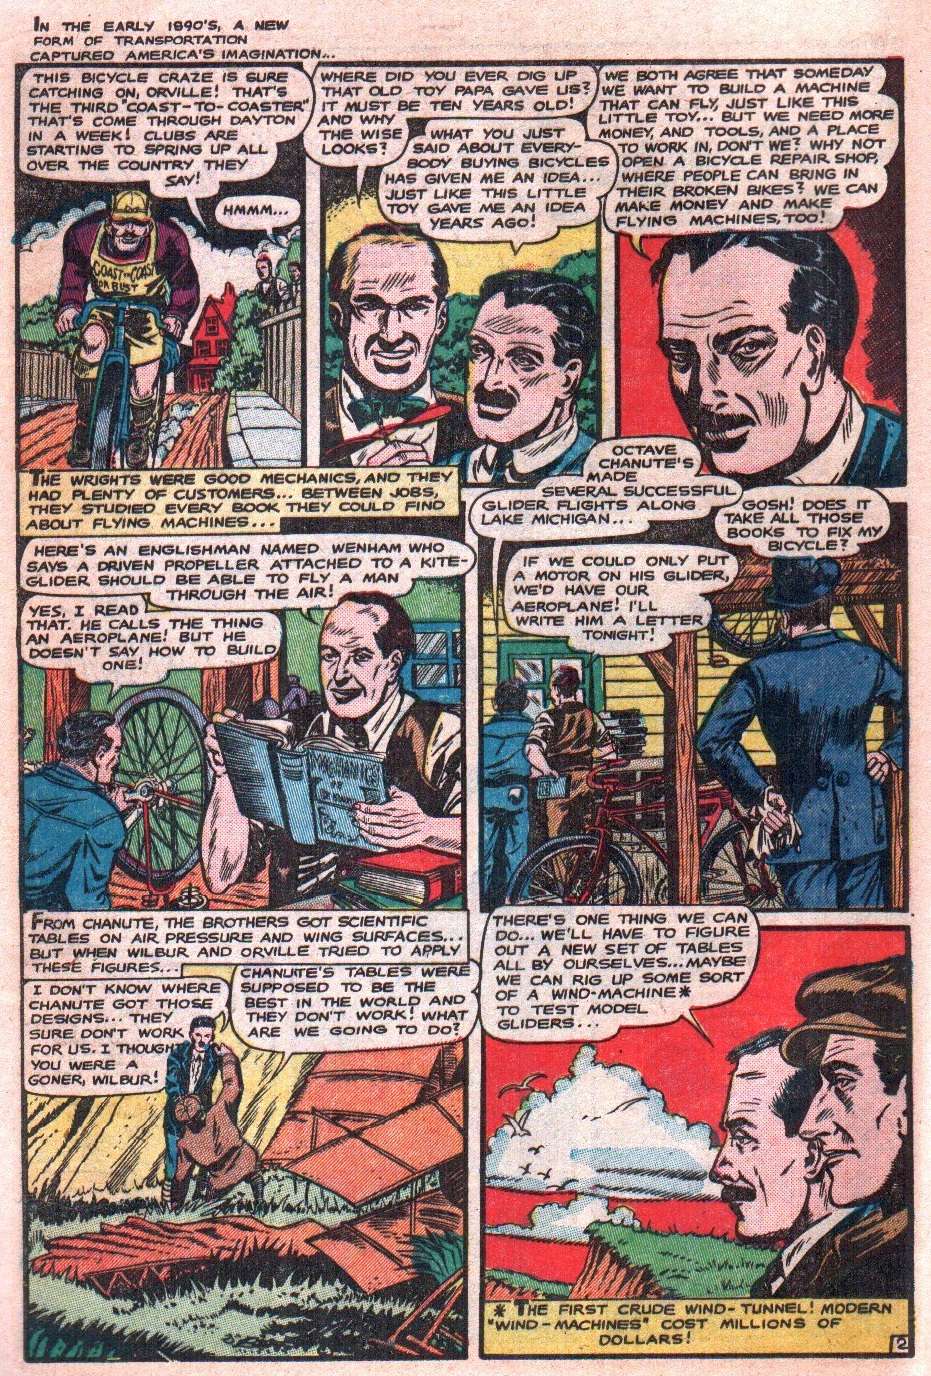 IN THE EARLY 1890'S, A NEW
FORM OF TRANSPORTATION
CAPTURED AMERICA'S IMAGINATION...
THIS BICYCLE CRAZE IS SURE
CATCHING ON, ORVILLE! THAT'S
THE THIRD "COAST-TO-COASTER"
THAT'S COME THROUGH DAYTON
IN A WEEK! CLUBS ARE
STARTING TO SPRING UP ALL
OVER THE COUNTRY THEY
SAY!
HMMM...
COAST TO COAST
OR BUST
WHERE DID YOU EVER DIG UP
THAT OLD TOY PAPA GAVE US?
IT MUST BE TEN YEARS OLD!
AND WHY
THE WISE
LOOKS?
WHAT YOU JUST
SAID ABOUT EVERY-
BODY BUYING BICYCLES
HAS GIVEN ME AN IDEA...
JUST LIKE THIS LITTLE
TOY GAVE ME AN IDEA
YEARS AGO!
WE BOTH AGREE THAT SOMEDAY
WE WANT TO BUILD A MACHINE
THAT CAN FLY, JUST LIKE THIS
LITTLE TOY... BUT WE NEED MORE
MONEY, AND TOOLS, AND A PLACE
TO WORK IN, DON'T WE? WHY NOT
OPEN A BICYCLE REPAIR SHOP,
WHERE PEOPLE CAN BRING IN
THEIR BROKEN BIKES? WE CAN
MAKE MONEY AND MAKE
FLYING MACHINES, TOO!
THE WRIGHTS WERE GOOD MECHANICS, AND THEY
HAD PLENTY OF CUSTOMERS... BETWEEN JOBS,
THEY STUDIED EVERY BOOK THEY COULD FIND
ABOUT FLYING MACHINES...
HERE'S AN ENGLISHMAN NAMED WENHAM WHO
SAYS A DRIVEN PROPELLER ATTACHED TO A KITE-
GLIDER SHOULD BE ABLE TO FLY A MAN
THROUGH THE AIR!
YES, I READ
THAT. HE CALLS THE THING
AN AEROPLANE! BUT HE
DOESN'T SAY HOW TO BUILD
ONE!
MECHANICS
OCTAVE
CHANUTE'S
MADE
SEVERAL SUCCESSFUL
GLIDER FLIGHTS ALONG
LAKE MICHIGAN...
IF WE COULD ONLY PUT
A MOTOR ON HIS GLIDER,
WE'D HAVE OUR
AEROPLANE! I'LL
WRITE HIM A LETTER
TONIGHT!
GOSH! DOES IT
TAKE ALL THOSE
BOOKS TO FIX MY
BICYCLE?
FROM CHANUTE, THE BROTHERS GOT SCIENTIFIC
TABLES ON AIR PRESSURE AND WING SURFACES...
BUT WHEN WILBUR AND ORVILLE TRIED TO APPLY
THESE FIGURES...
I DON'T KNOW WHERE
CHANUTE GOT THOSE
DESIGNS... THEY
SURE DON'T WORK
FOR US. I THOUGHT
YOU WERE A
GONER, WILBUR!
CHANUTE'S TABLES WERE
SUPPOSED TO BE THE
BEST IN THE WORLD AND
THEY DON'T WORK! WHAT
ARE WE GOING TO DO?
THERE'S ONE THING WE CAN
DO... WE'LL HAVE TO FIGURE
OUT A NEW SET OF TABLES
ALL BY OURSELVES... MAYBE
WE CAN RIG UP SOME SORT
OF A WIND-MACHINE*
TO TEST MODEL
GLIDERS...
* THE FIRST CRUDE WIND-TUNNEL! MODERN
"WIND-MACHINES" COST MILLIONS OF
DOLLARS!
2